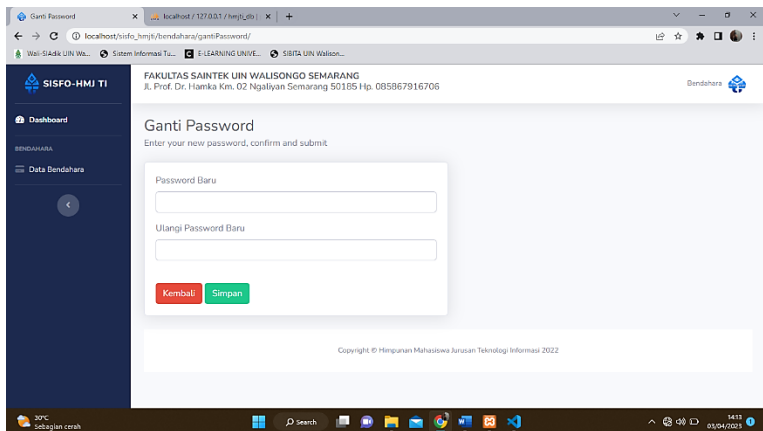 Ganti Password
localhost / 127.0.0.1 / hmjti_db |
localhost/sisfo_hmjti/bendahara/gantiPassword/
Wali-SIAdik UIN Wa...
Sistem Informasi Tu...
E-LEARNING UNIVE...
SIBITA UIN Walison...
SISFO-HMJ TI
FAKULTAS SAINTEK UIN WALISONGO SEMARANG
Jl. Prof. Dr. Hamka Km. 02 Ngaliyan Semarang 50185 Hp. 085867916706
Bendahara
Dashboard
BENDAHARA
Data Bendahara
Ganti Password
Enter your new password, confirm and submit
Password Baru
Ulangi Password Baru
Kembali
Simpan
Copyright © Himpunan Mahasiswa Jurusan Teknologi Informasi 2022
30°C
Sebagian cerah
Search
14:13
03/04/2023